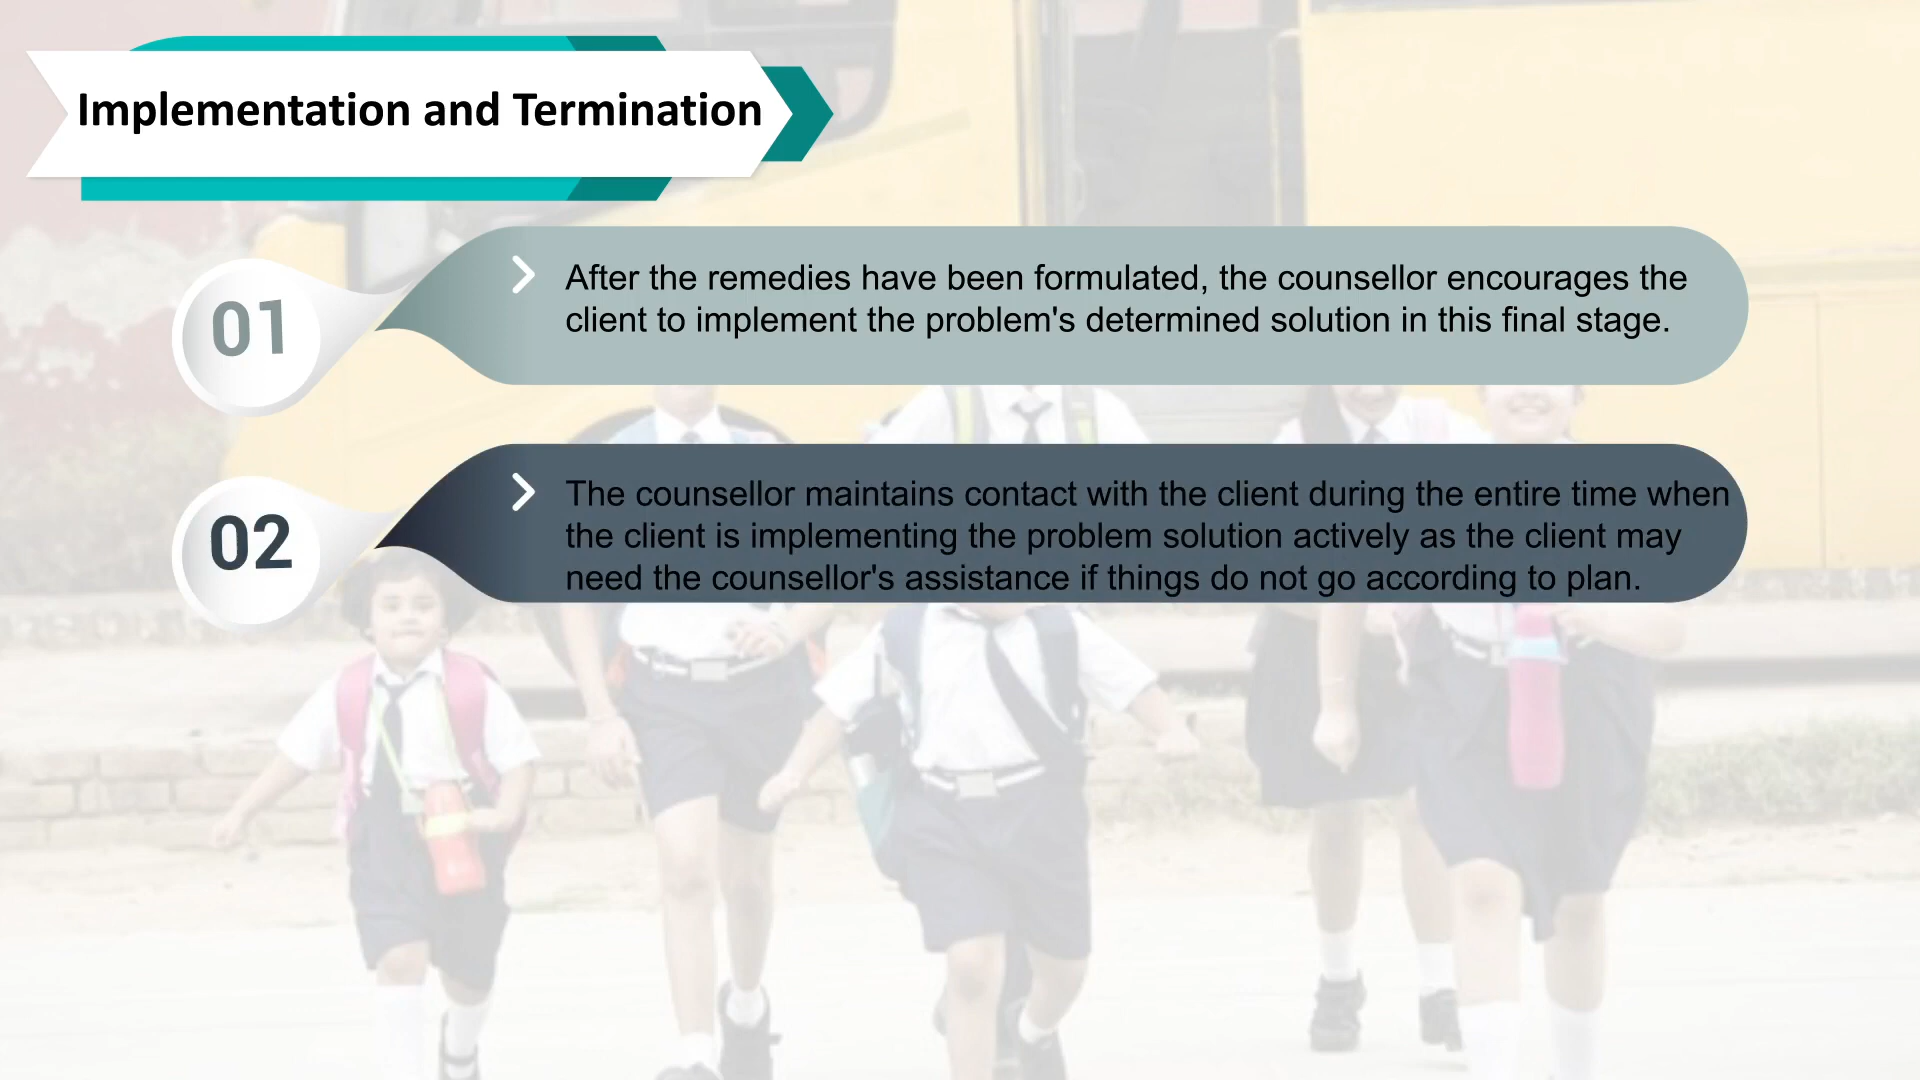 Implementation and Termination
01
After the remedies have been formulated, the counsellor encourages the
client to implement the problem's determined solution in this final stage.
02
The counsellor maintains contact with the client during the entire time when
the client is implementing the problem solution actively as the client may
need the counsellor's assistance if things do not go according to plan.